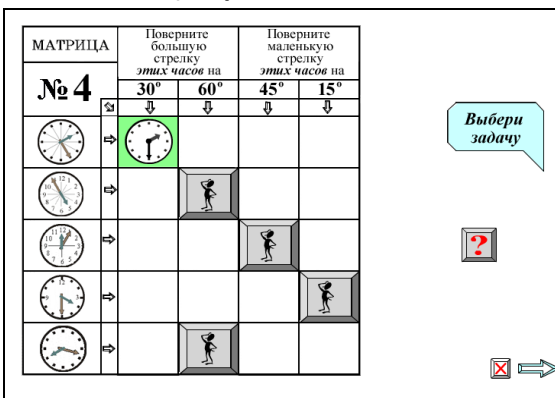 МАТРИЦА
№ 4
Поверните
большую
стрелку
этих часов на
Поверните
маленькую
стрелку
этих часов на
30° 60° 45° 15°
Выбери
задачу
?